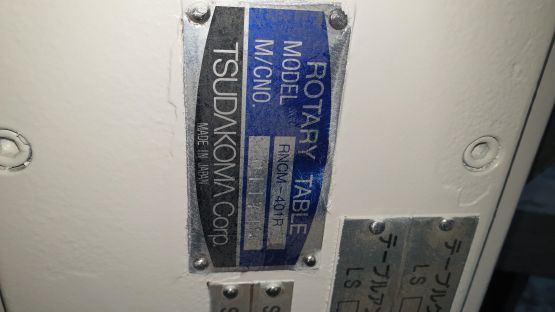 ROTARY TABLE
MODEL RNCM-401R
M/CNO.
TSUDAKOMA Corp.
MADE IN JAPAN
テーブル
LS
テーブルア
LS